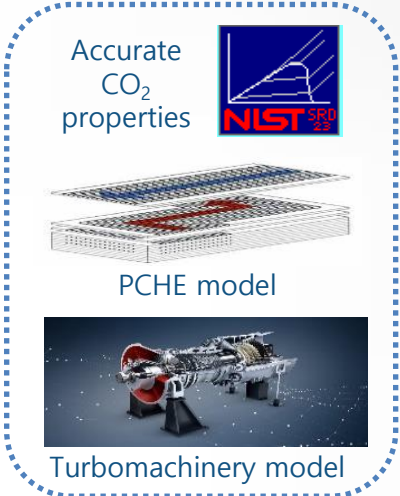 Accurate
CO₂
properties
NIST
SRD
23
PCHE model
Turbomachinery model